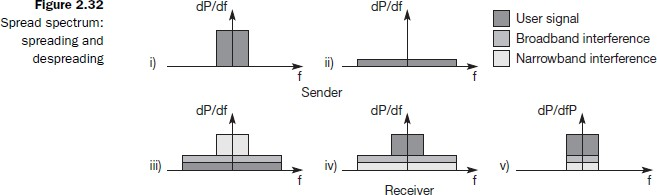 Figure 2.32
Spread spectrum:
spreading and
despreading
dP/df
i)
f
dP/df
ii)
f
Sender
User signal
Broadband interference
Narrowband interference
dP/df
iii)
f
dP/df
iv)
f
dP/dfP
v)
f
Receiver